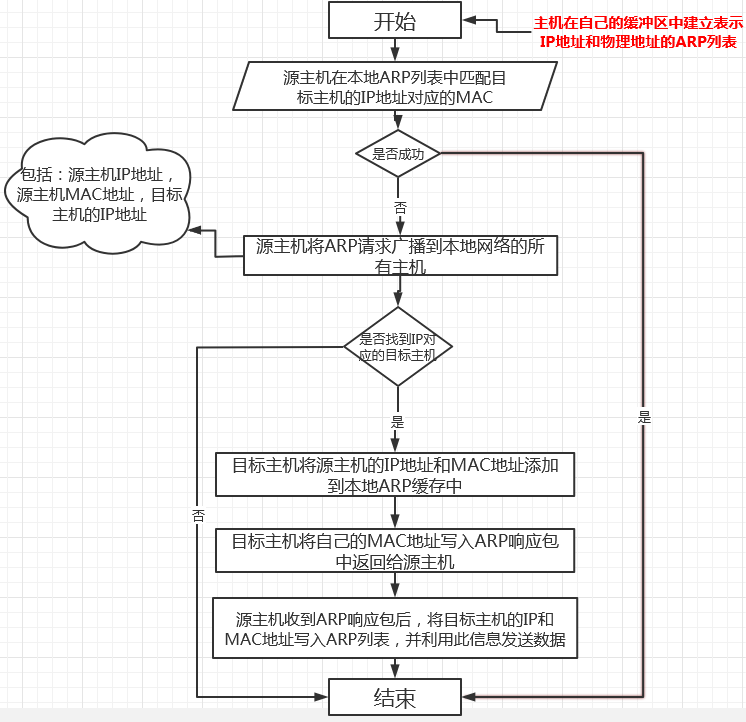 开始
主机在自己的缓冲区中建立表示
IP地址和物理地址的ARP列表
源主机在本地ARP列表中匹配目
标主机的IP地址对应的MAC
是否成功
包括：源主机IP地址，
源主机MAC地址，目标
主机的IP地址
否
源主机将ARP请求广播到本地网络的所
有主机
是否找到IP对
应的目标主机
是
是
目标主机将源主机的IP地址和MAC地址添加
到本地ARP缓存中
否
目标主机将自己的MAC地址写入ARP响应包
中返回给源主机
源主机收到ARP响应包后，将目标主机的IP和
MAC地址写入ARP列表，并利用此信息发送数据
结束